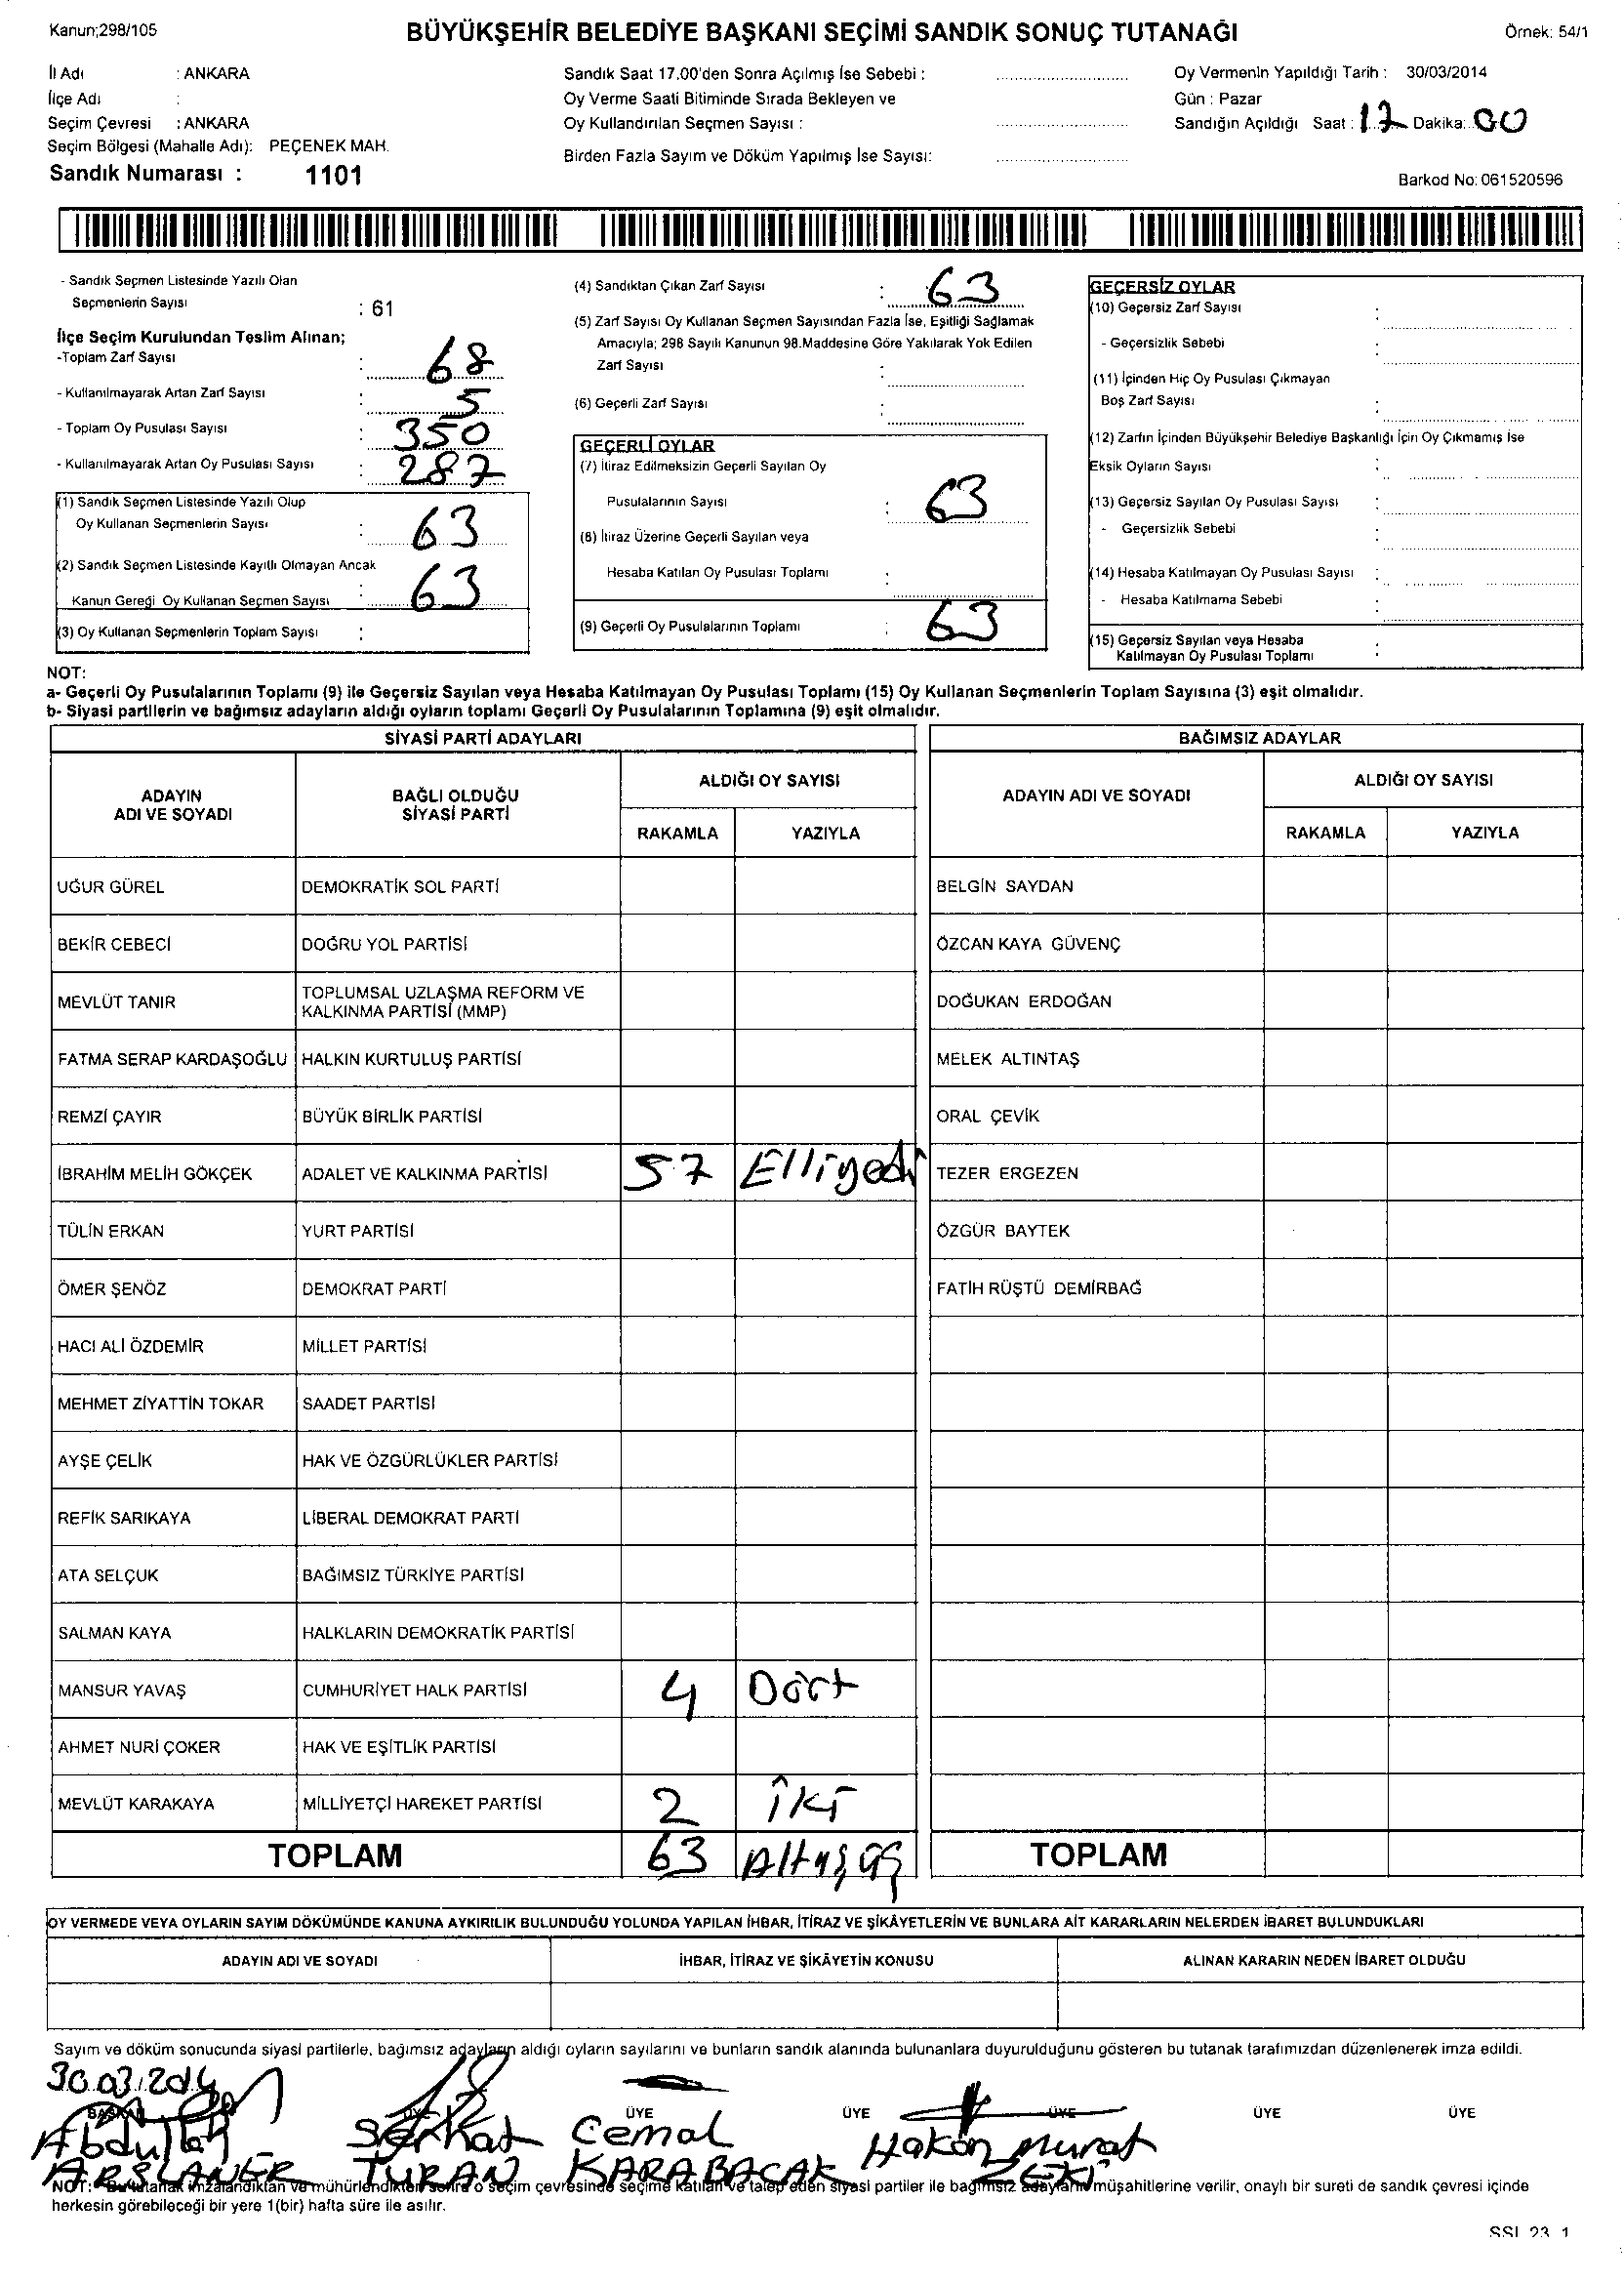 Kanun;298/105
BÜYÜKŞEHİR BELEDİYE BAŞKANI SEÇİMİ SANDIK SONUÇ TUTANAĞI
Örnek: 54/1
İl Adı : ANKARA
İlçe Adı :
Seçim Çevresi : ANKARA
Seçim Bölgesi (Mahalle Adı): PEÇENEK MAH.
Sandık Numarası : 1101
Sandık Saat 17.00'den Sonra Açılmış İse Sebebi :
Oy Verme Saati Bitiminde Sırada Bekleyen ve
Oy Kullandırılan Seçmen Sayısı :
Birden Fazla Sayım ve Döküm Yapılmış İse Sayısı:
Oy Vermenin Yapıldığı Tarih : 30/03/2014
Gün : Pazar
Sandığın Açıldığı Saat : 17 Dakika: 00
Barkod No: 061520596
- Sandık Seçmen Listesinde Yazılı Olan
Seçmenlerin Sayısı : 61
İlçe Seçim Kurulundan Teslim Alınan;
-Toplam Zarf Sayısı : 68
- Kullanılmayarak Artan Zarf Sayısı : 5
- Toplam Oy Pusulası Sayısı : 350
- Kullanılmayarak Artan Oy Pusulası Sayısı : 287
(1) Sandık Seçmen Listesinde Yazılı Olup
Oy Kullanan Seçmenlerin Sayısı : 63
(2) Sandık Seçmen Listesinde Kayıtlı Olmayan Ancak
Kanun Gereği Oy Kullanan Seçmen Sayısı : 63
(3) Oy Kullanan Seçmenlerin Toplam Sayısı :
(4) Sandıktan Çıkan Zarf Sayısı : 63
(5) Zarf Sayısı Oy Kullanan Seçmen Sayısından Fazla İse, Eşitliği Sağlamak
Amacıyla; 298 Sayılı Kanunun 98.Maddesine Göre Yakılarak Yok Edilen
Zarf Sayısı :
(6) Geçerli Zarf Sayısı :
GEÇERLİ OYLAR
(7) İtiraz Edilmeksizin Geçerli Sayılan Oy
Pusulalarının Sayısı : 63
(8) İtiraz Üzerine Geçerli Sayılan veya
Hesaba Katılan Oy Pusulası Toplamı :
(9) Geçerli Oy Pusulalarının Toplamı : 63
GEÇERSİZ OYLAR
(10) Geçersiz Zarf Sayısı :
- Geçersizlik Sebebi :
(11) İçinden Hiç Oy Pusulası Çıkmayan
Boş Zarf Sayısı :
(12) Zarfın İçinden Büyükşehir Belediye Başkanlığı İçin Oy Çıkmamış İse
Eksik Oyların Sayısı :
(13) Geçersiz Sayılan Oy Pusulası Sayısı :
- Geçersizlik Sebebi :
(14) Hesaba Katılmayan Oy Pusulası Sayısı :
- Hesaba Katılmama Sebebi :
(15) Geçersiz Sayılan veya Hesaba
Katılmayan Oy Pusulası Toplamı :
NOT:
a- Geçerli Oy Pusulalarının Toplamı (9) ile Geçersiz Sayılan veya Hesaba Katılmayan Oy Pusulası Toplamı (15) Oy Kullanan Seçmenlerin Toplam Sayısına (3) eşit olmalıdır.
b- Siyasi partilerin ve bağımsız adayların aldığı oyların toplamı Geçerli Oy Pusulalarının Toplamına (9) eşit olmalıdır.
SİYASİ PARTİ ADAYLARI
ADAYIN ADI VE SOYADI BAĞLI OLDUĞU SİYASİ PARTİ ALDIĞI OY SAYISI
RAKAMLA YAZIYLA
UĞUR GÜREL DEMOKRATİK SOL PARTİ
BEKİR CEBECİ DOĞRU YOL PARTİSİ
MEVLÜT TANIR TOPLUMSAL UZLAŞMA REFORM VE
KALKINMA PARTİSİ (MMP)
FATMA SERAP KARDAŞOĞLU HALKIN KURTULUŞ PARTİSİ
REMZİ ÇAYIR BÜYÜK BİRLİK PARTİSİ
İBRAHİM MELİH GÖKÇEK ADALET VE KALKINMA PARTİSİ 57 Elliyedi
TÜLİN ERKAN YURT PARTİSİ
ÖMER ŞENÖZ DEMOKRAT PARTİ
HACI ALİ ÖZDEMİR MİLLET PARTİSİ
MEHMET ZİYATTİN TOKAR SAADET PARTİSİ
AYŞE ÇELİK HAK VE ÖZGÜRLÜKLER PARTİSİ
REFİK SARIKAYA LİBERAL DEMOKRAT PARTİ
ATA SELÇUK BAĞIMSIZ TÜRKİYE PARTİSİ
SALMAN KAYA HALKLARIN DEMOKRATİK PARTİSİ
MANSUR YAVAŞ CUMHURİYET HALK PARTİSİ 4 Dört
AHMET NURİ ÇOKER HAK VE EŞİTLİK PARTİSİ
MEVLÜT KARAKAYA MİLLİYETÇİ HAREKET PARTİSİ 2 İki
TOPLAM 63
BAĞIMSIZ ADAYLAR
ADAYIN ADI VE SOYADI ALDIĞI OY SAYISI
RAKAMLA YAZIYLA
BELGİN SAYDAN
ÖZCAN KAYA GÜVENÇ
DOĞUKAN ERDOĞAN
MELEK ALTINTAŞ
ORAL ÇEVİK
TEZER ERGEZEN
ÖZGÜR BAYTEK
FATİH RÜŞTÜ DEMİRBAĞ
TOPLAM
OY VERMEDE VEYA OYLARIN SAYIM DÖKÜMÜNDE KANUNA AYKIRILIK BULUNDUĞU YOLUNDA YAPILAN İHBAR, İTİRAZ VE ŞİKÂYETLERİN VE BUNLARA AİT KARARLARIN NELERDEN İBARET BULUNDUKLARI
ADAYIN ADI VE SOYADI İHBAR, İTİRAZ VE ŞİKÂYETİN KONUSU ALINAN KARARIN NEDEN İBARET OLDUĞU
Sayım ve döküm sonucunda siyasi partilerle, bağımsız adayların aldığı oyların sayılarını ve bunların sandık alanında bulunanlara duyurulduğunu gösteren bu tutanak tarafımızdan düzenlenerek imza edildi.
30.03.2014
BAŞKAN ÜYE ÜYE ÜYE ÜYE ÜYE ÜYE
Abdullah Serkat Cemal Hakan Murat
ARSLANER TURAN KARABACAK ZEKİ
NOT: Bu tutanak imzalandıktan ve mühürlendikten sonra o seçim çevresinde seçime katılan ve talep eden siyasi partiler ile bağımsız adayların müşahitlerine verilir, onaylı bir sureti de sandık çevresi içinde
herkesin görebileceği bir yere 1(bir) hafta süre ile asılır.